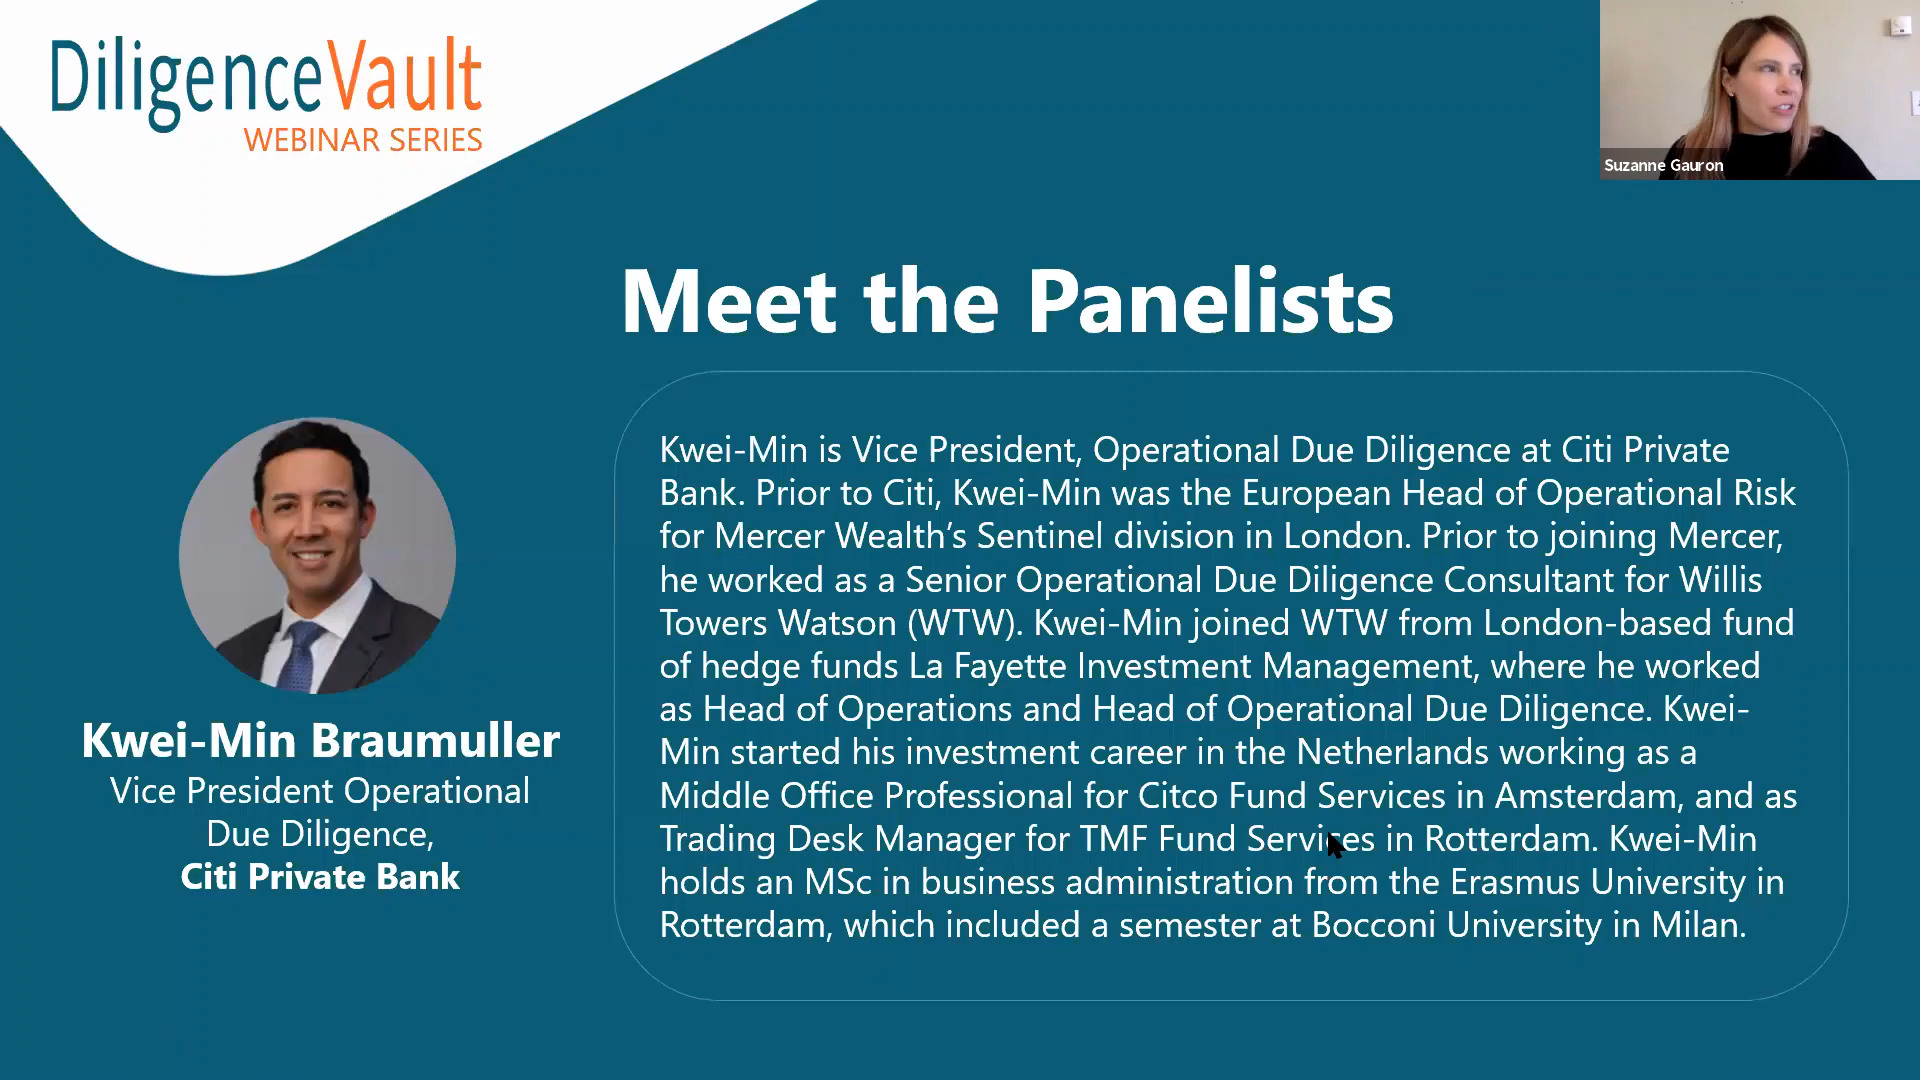 DiligenceVault
WEBINAR SERIES
Suzanne Gauron
Meet the Panelists
Kwei-Min Braumuller
Vice President Operational
Due Diligence,
Citi Private Bank
Kwei-Min is Vice President, Operational Due Diligence at Citi Private
Bank. Prior to Citi, Kwei-Min was the European Head of Operational Risk
for Mercer Wealth’s Sentinel division in London. Prior to joining Mercer,
he worked as a Senior Operational Due Diligence Consultant for Willis
Towers Watson (WTW). Kwei-Min joined WTW from London-based fund
of hedge funds La Fayette Investment Management, where he worked
as Head of Operations and Head of Operational Due Diligence. Kwei-
Min started his investment career in the Netherlands working as a
Middle Office Professional for Citco Fund Services in Amsterdam, and as
Trading Desk Manager for TMF Fund Services in Rotterdam. Kwei-Min
holds an MSc in business administration from the Erasmus University in
Rotterdam, which included a semester at Bocconi University in Milan.